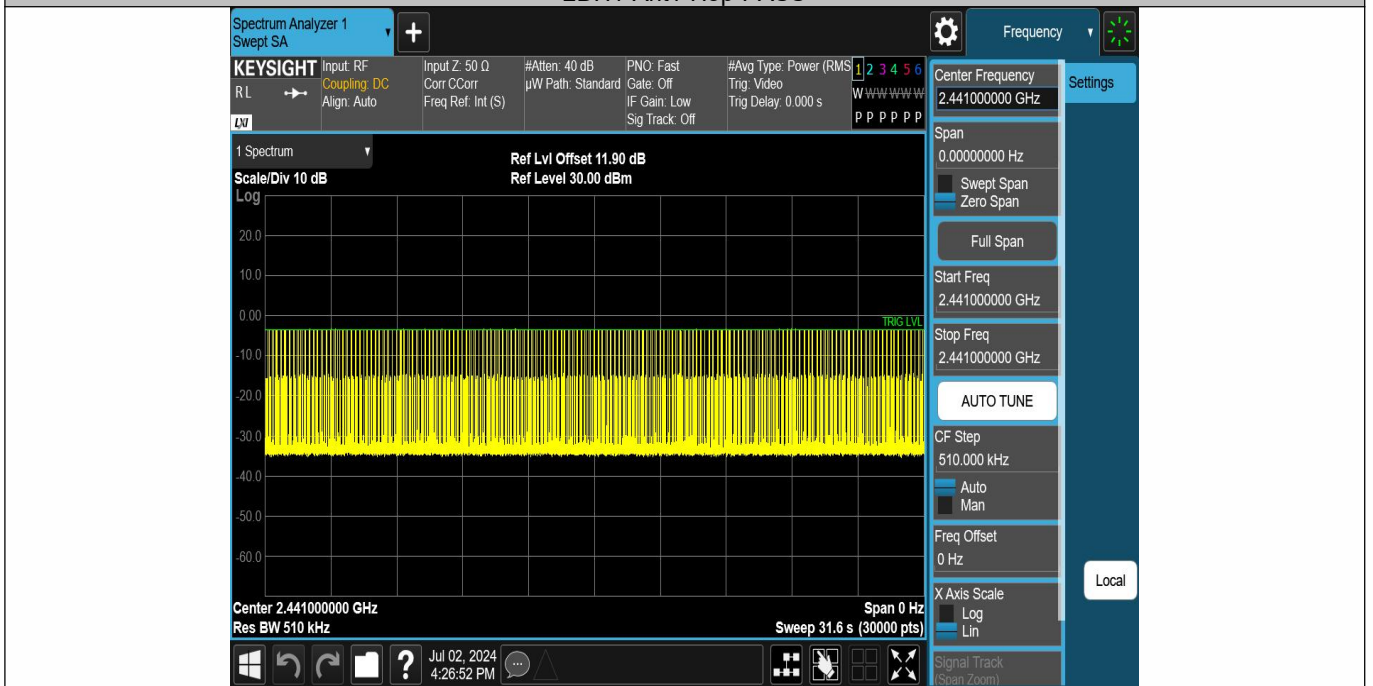 Spectrum Analyzer 1
Swept SA
+
Frequency
KEYSIGHT
RL
LXI
Input: RF
Coupling: DC
Align: Auto
Input Z: 50 Ω
Corr CCorr
Freq Ref: Int (S)
#Atten: 40 dB
µW Path: Standard
PNO: Fast
Gate: Off
IF Gain: Low
Sig Track: Off
#Avg Type: Power (RMS
Trig: Video
Trig Delay: 0.000 s
1 2 3 4 5 6
W W W W W W
P P P P P P
1 Spectrum
Scale/Div 10 dB
Ref Lvl Offset 11.90 dB
Ref Level 30.00 dBm
Log
20.0
10.0
0.00
TRIG LVL
-10.0
-20.0
-30.0
-40.0
-50.0
-60.0
Center 2.441000000 GHz
Res BW 510 kHz
Span 0 Hz
Sweep 31.6 s (30000 pts)
Center Frequency
2.441000000 GHz
Settings
Span
0.00000000 Hz
Swept Span
Zero Span
Full Span
Start Freq
2.441000000 GHz
Stop Freq
2.441000000 GHz
AUTO TUNE
CF Step
510.000 kHz
Auto
Man
Freq Offset
0 Hz
Local
X Axis Scale
Log
Lin
Signal Track
(Span Zoom)
?
Jul 02, 2024
4:26:52 PM